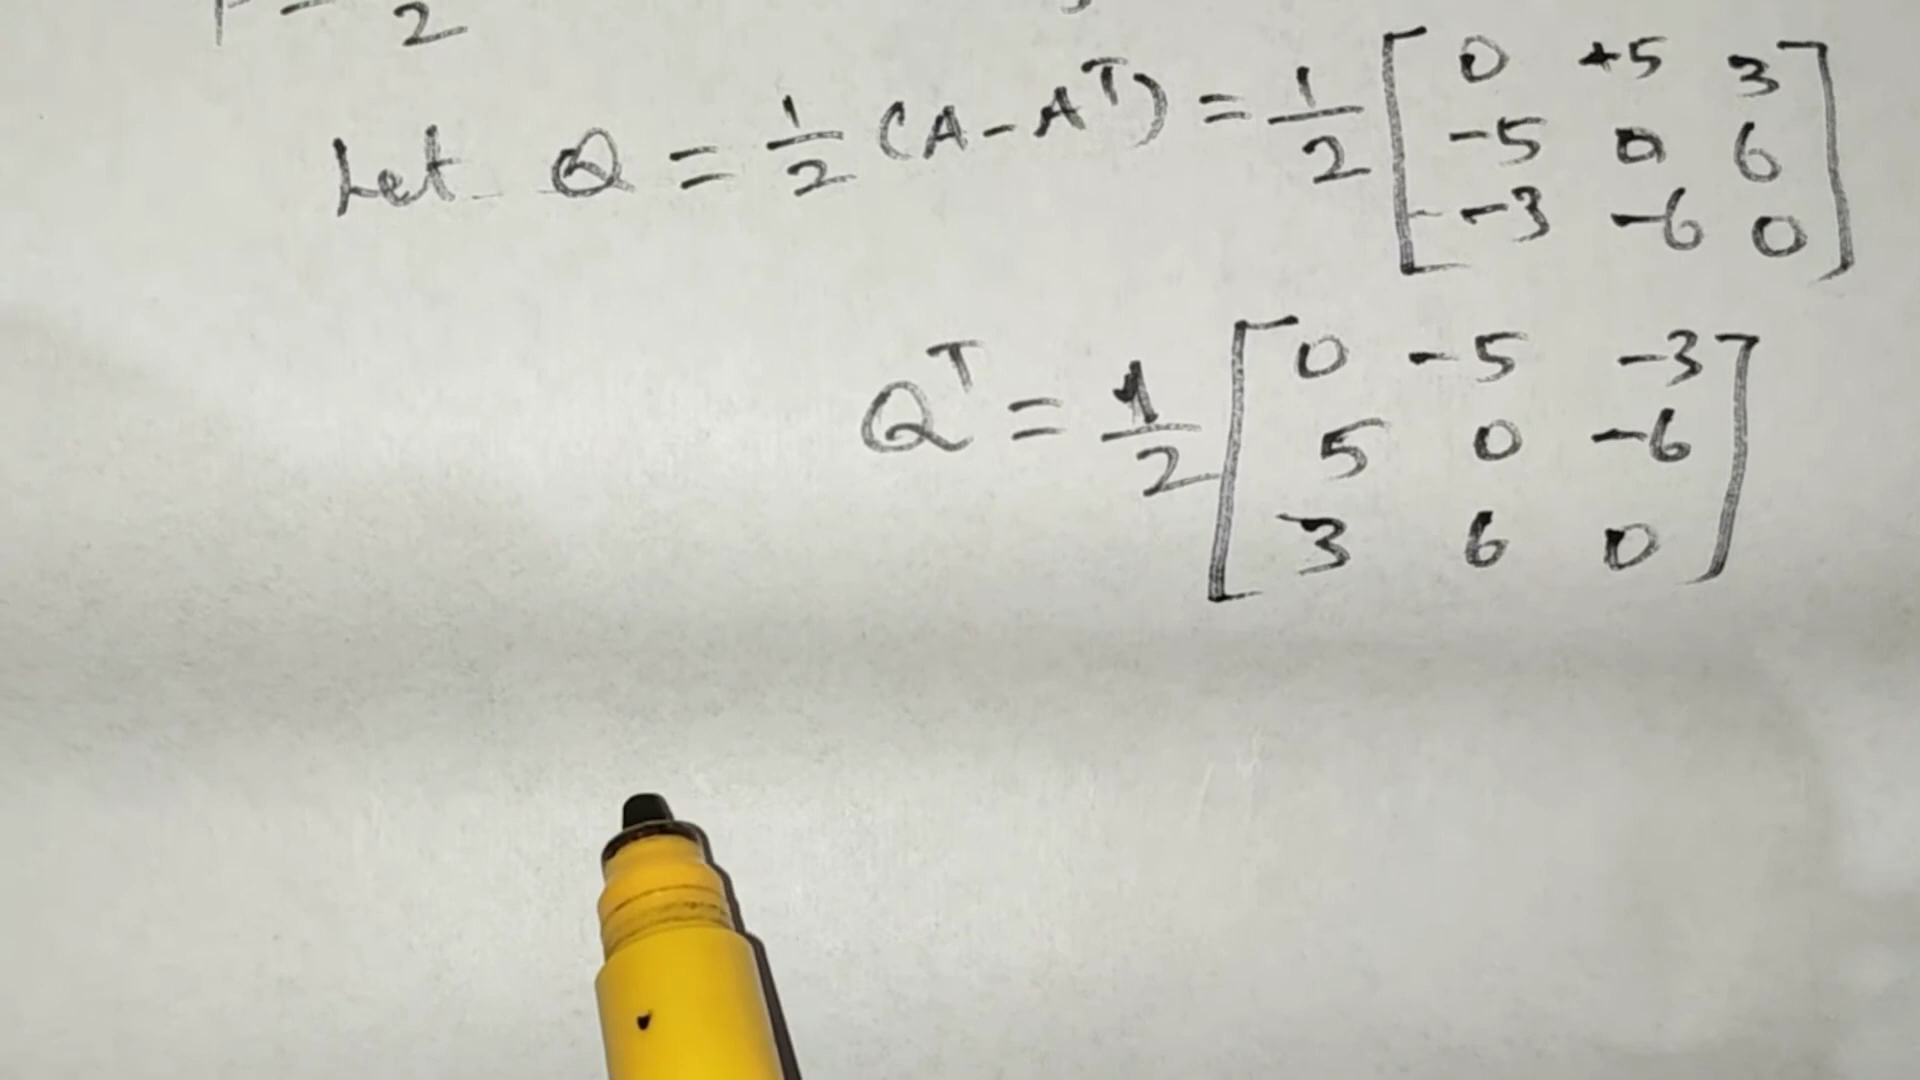 2
Let Q = 1/2 (A - A^T) = 1/2 [0 +5 3
-5 0 6
-3 -6 0]
Q^T = 1/2 [0 -5 -3
5 0 -6
3 6 0]